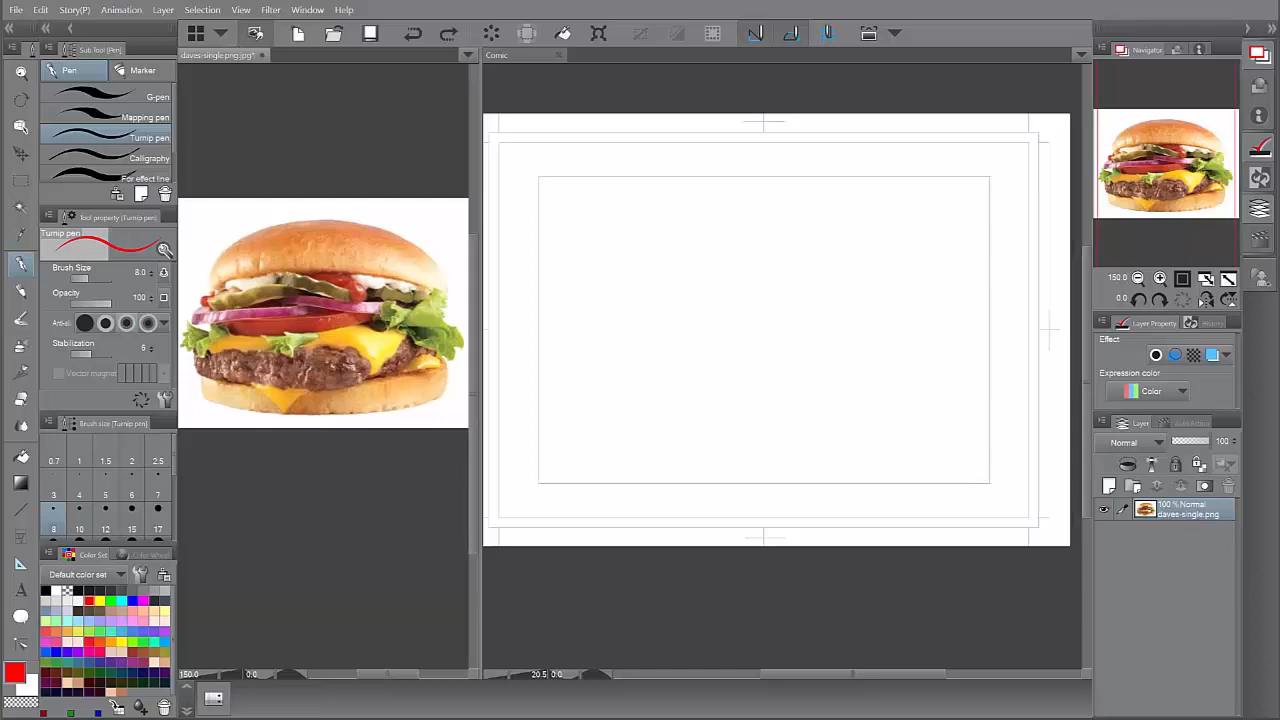 File Edit Story(P) Animation Layer Selection View Filter Window Help
Sub Tool [Pen]
Pen Marker
G-pen
Mapping pen
Turnip pen
Calligraphy
For effect line
Tool property (Turnip pen)
Turnip pen
Brush Size 8.0
Opacity 100
Anti-al
Stabilization 6
Vector magnet
Brush size [Turnip pen]
0.7 1 1.5 2 2.5
3 4 5 6 7
8 10 12 15 17
Color Set Color Wheel
Default color set
daves-single.png.jpg*
150.0 0.0
Comic
20.5 0.0
Navigator
150.0
0.0
Layer Property History
Effect
Expression color
Color
Layer Auto Action
Normal 100
100 % Normal
daves-single.png